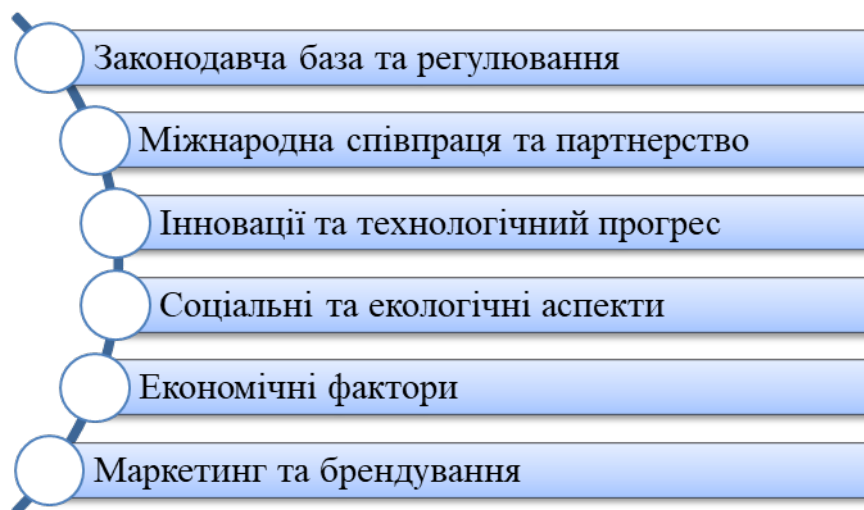 Законодавча база та регулювання
Міжнародна співпраця та партнерство
Інновації та технологічний прогрес
Соціальні та екологічні аспекти
Економічні фактори
Маркетинг та брендування